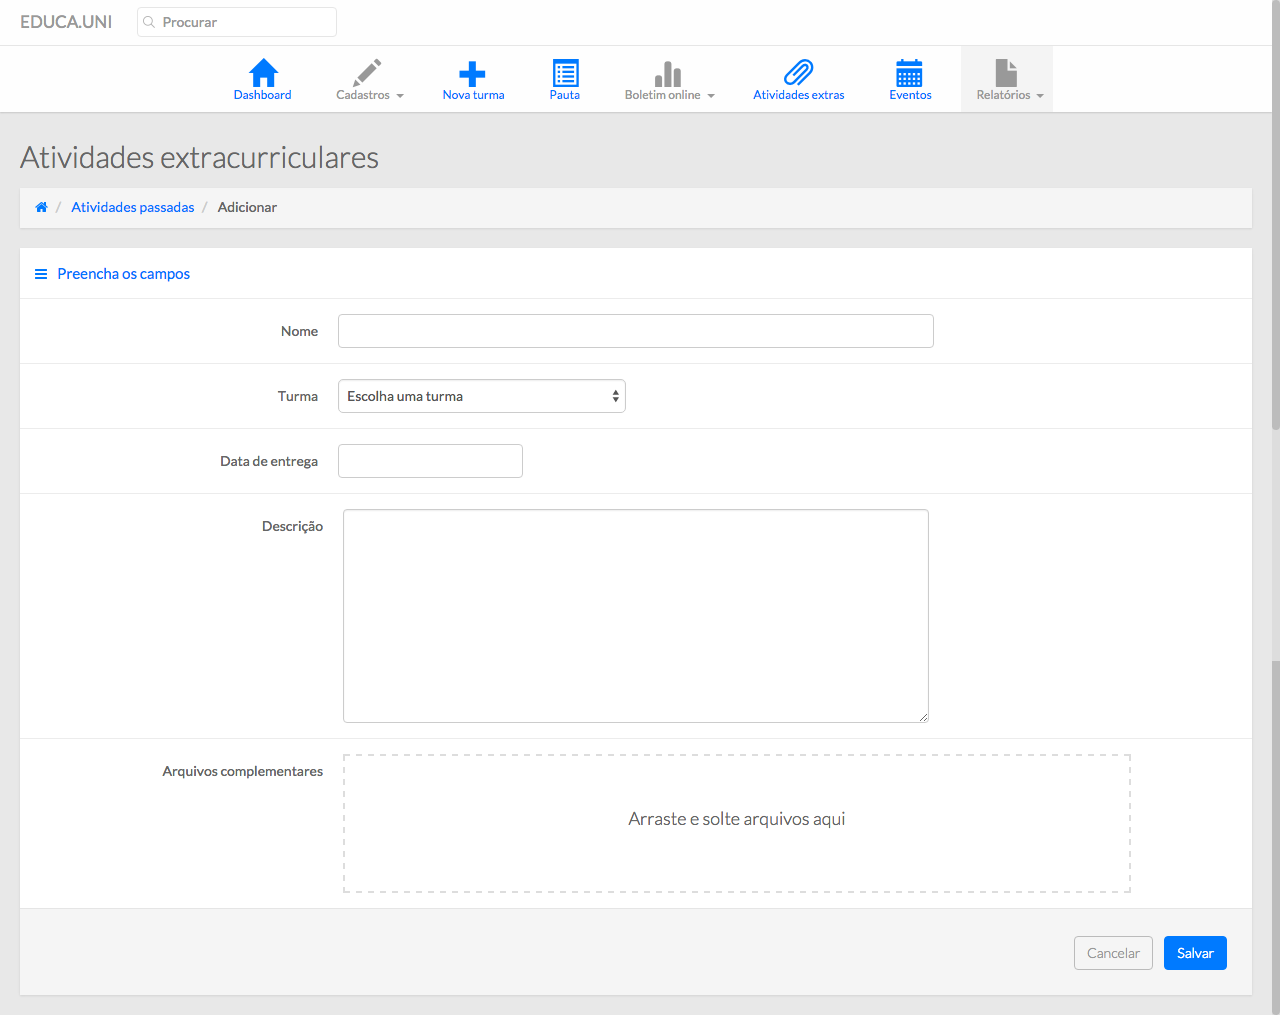 EDUCA.UNI Procurar
Dashboard Cadastros Nova turma Pauta Boletim online Atividades extras Eventos Relatórios
Atividades extracurriculares
/ Atividades passadas / Adicionar
Preencha os campos
Nome
Turma Escolha uma turma
Data de entrega
Descrição
Arquivos complementares
Arraste e solte arquivos aqui
Cancelar Salvar